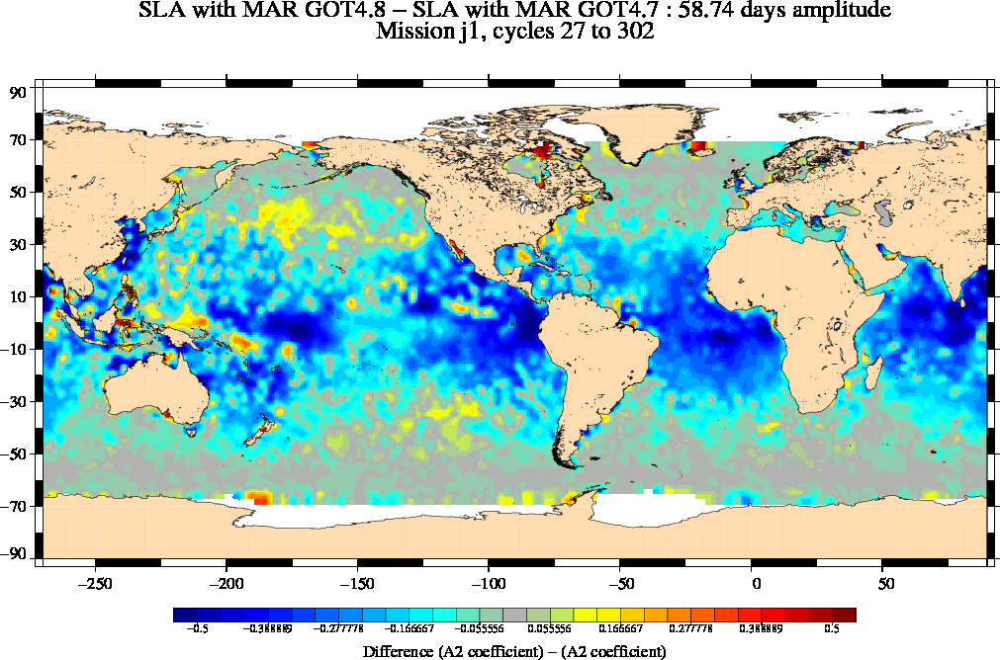 SLA with MAR GOT4.8 – SLA with MAR GOT4.7 : 58.74 days amplitude
Mission j1, cycles 27 to 302
90
70
50
30
10
−10
−30
−50
−70
−90
−250 −200 −150 −100 −50 0 50
−0.5 −0.388889 −0.277778 −0.166667 −0.055556 0.055556 0.166667 0.277778 0.388889 0.5
Difference (A2 coefficient) – (A2 coefficient)